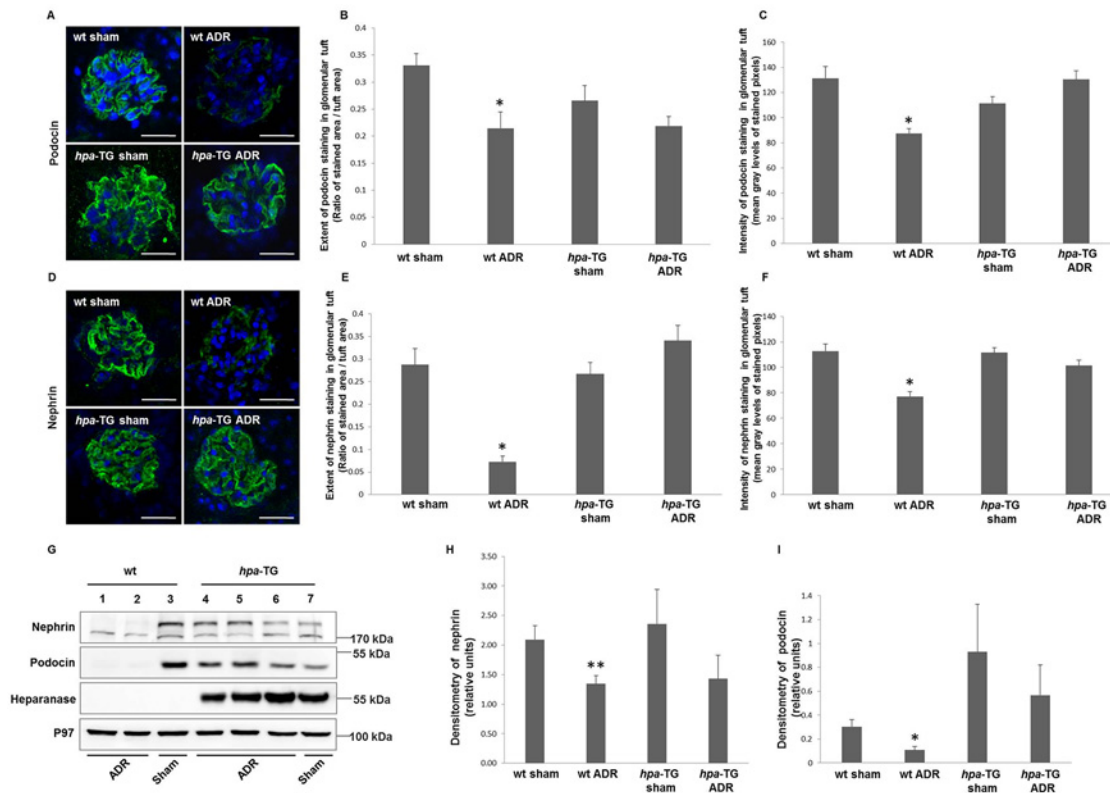 A
Podocin
wt sham
wt ADR
hpa-TG sham
hpa-TG ADR
B
Extent of podocin staining in glomerular tuft
(Ratio of stained area / tuft area)
0.4
0.35
0.3
0.25
0.2
0.15
0.1
0.05
0
*
wt sham
wt ADR
hpa-TG
sham
hpa-TG
ADR
C
Intensity of podocin staining in glomerular tuft
(mean gray levels of stained pixels)
160
140
120
100
80
60
40
20
0
*
wt sham
wt ADR
hpa-TG
sham
hpa-TG
ADR
D
Nephrin
wt sham
wt ADR
hpa-TG sham
hpa-TG ADR
E
Extent of nephrin staining in glomerular tuft
(Ratio of stained area / tuft area)
0.4
0.35
0.3
0.25
0.2
0.15
0.1
0.05
0
*
wt sham
wt ADR
hpa-TG
sham
hpa-TG
ADR
F
Intensity of nephrin staining in glomerular tuft
(mean gray levels of stained pixels)
140
120
100
80
60
40
20
0
*
wt sham
wt ADR
hpa-TG
sham
hpa-TG
ADR
G
wt
hpa-TG
1 2 3 4 5 6 7
Nephrin
170 kDa
55 kDa
Podocin
Heparanase
55 kDa
P97
100 kDa
ADR
Sham
ADR
Sham
H
Densitometry of nephrin
(relative units)
3.50
3.00
2.50
2.00
1.50
1.00
0.50
0.00
**
wt sham
wt ADR
hpa-TG
sham
hpa-TG
ADR
I
Densitometry of podocin
(relative units)
1.4
1.2
1
0.8
0.6
0.4
0.2
0
*
wt sham
wt ADR
hpa-TG
sham
hpa-TG
ADR